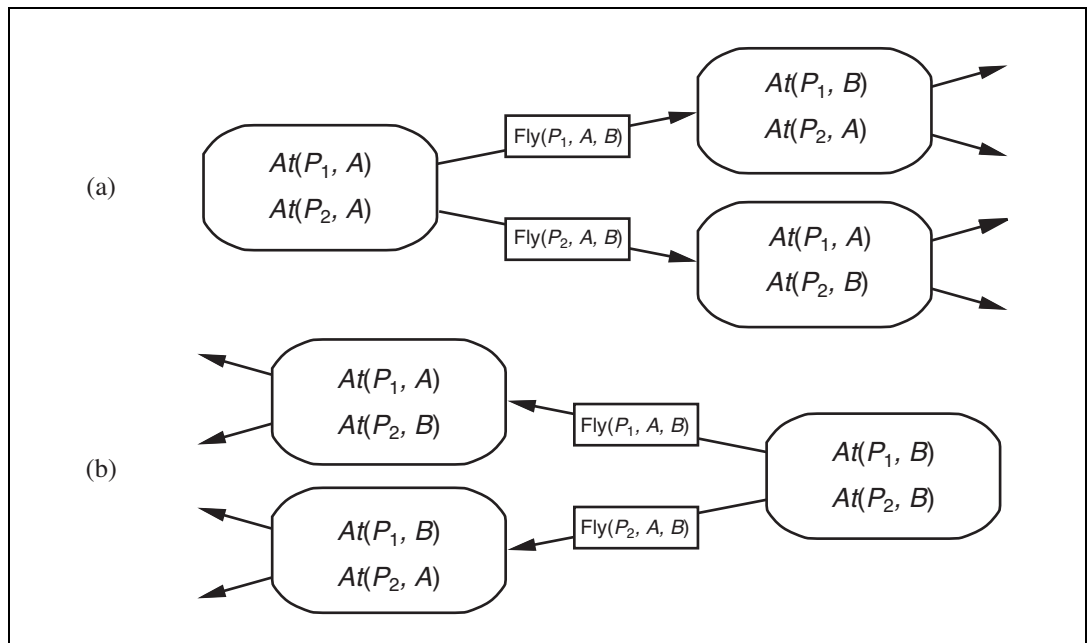 At(P₁, B)
At(P₂, A)
Fly(P₁, A, B)
(a)
At(P₁, A)
At(P₂, A)
Fly(P₂, A, B)
At(P₁, A)
At(P₂, B)
At(P₁, A)
At(P₂, B)
Fly(P₁, A, B)
(b)
At(P₁, B)
At(P₂, B)
Fly(P₂, A, B)
At(P₁, B)
At(P₂, A)